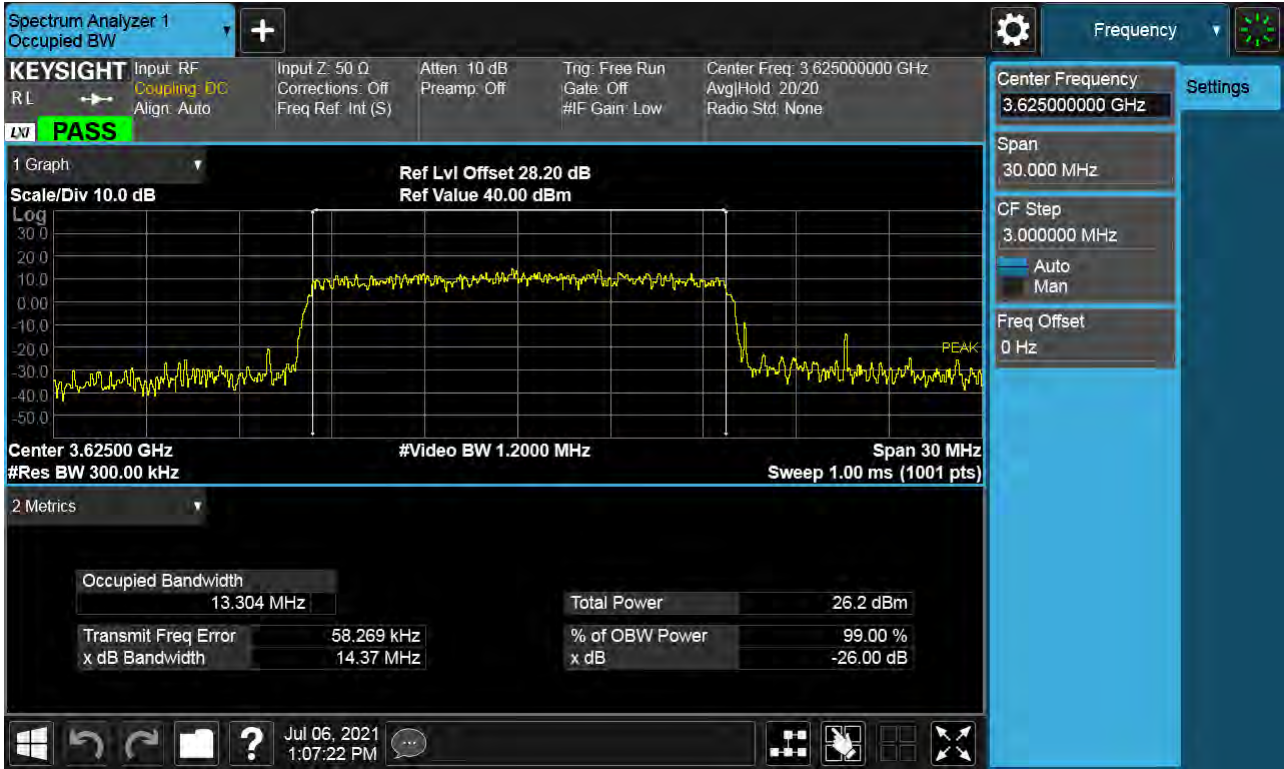 Spectrum Analyzer 1
Occupied BW
Frequency
KEYSIGHT
RL
LXI
PASS
Input: RF
Coupling: DC
Align: Auto
Input Z: 50 Ω
Corrections: Off
Freq Ref: Int (S)
Atten: 10 dB
Preamp: Off
Trig: Free Run
Gate: Off
#IF Gain: Low
Center Freq: 3.625000000 GHz
Avg|Hold: 20/20
Radio Std: None
Center Frequency
3.625000000 GHz
Settings
Span
30.000 MHz
CF Step
3.000000 MHz
Auto
Man
Freq Offset
0 Hz
1 Graph
Scale/Div 10.0 dB
Ref Lvl Offset 28.20 dB
Ref Value 40.00 dBm
Log
30.0
20.0
10.0
0.00
-10.0
-20.0
-30.0
-40.0
-50.0
PEAK
Center 3.62500 GHz
#Video BW 1.2000 MHz
Span 30 MHz
#Res BW 300.00 kHz
Sweep 1.00 ms (1001 pts)
2 Metrics
Occupied Bandwidth
13.304 MHz
Total Power 26.2 dBm
Transmit Freq Error 58.269 kHz
% of OBW Power 99.00 %
x dB Bandwidth 14.37 MHz
x dB -26.00 dB
?
Jul 06, 2021
1:07:22 PM